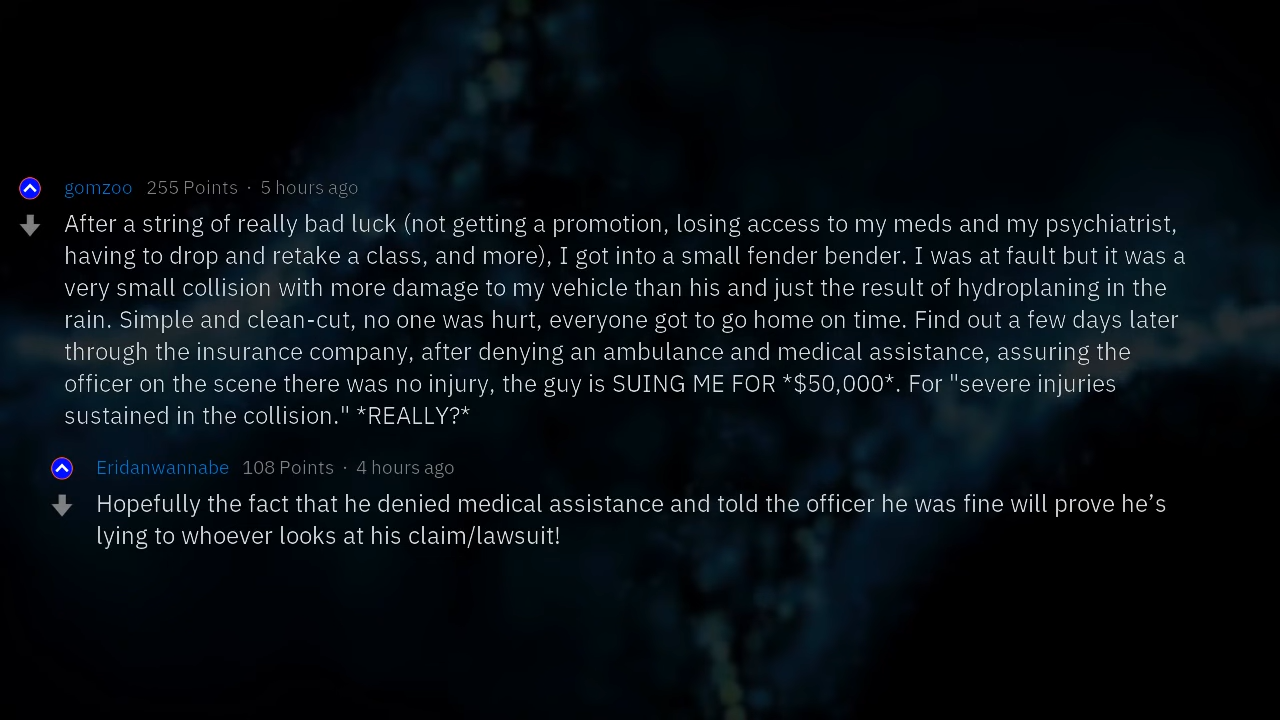 gomzoo 255 Points · 5 hours ago
After a string of really bad luck (not getting a promotion, losing access to my meds and my psychiatrist,
having to drop and retake a class, and more), I got into a small fender bender. I was at fault but it was a
very small collision with more damage to my vehicle than his and just the result of hydroplaning in the
rain. Simple and clean-cut, no one was hurt, everyone got to go home on time. Find out a few days later
through the insurance company, after denying an ambulance and medical assistance, assuring the
officer on the scene there was no injury, the guy is SUING ME FOR *$50,000*. For "severe injuries
sustained in the collision." *REALLY?*
Eridanwannabe 108 Points · 4 hours ago
Hopefully the fact that he denied medical assistance and told the officer he was fine will prove he’s
lying to whoever looks at his claim/lawsuit!